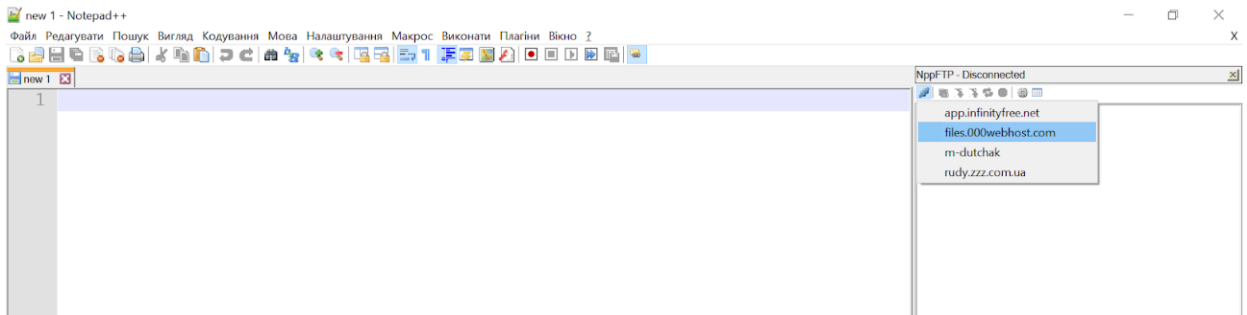 new 1 - Notepad++
Файл Редагувати Пошук Вигляд Кодування Мова Налаштування Макрос Виконати Плагіни Вікно ? X
new 1
NppFTP - Disconnected
1
app.infinityfree.net
files.000webhost.com
m-dutchak
rudy.zzz.com.ua